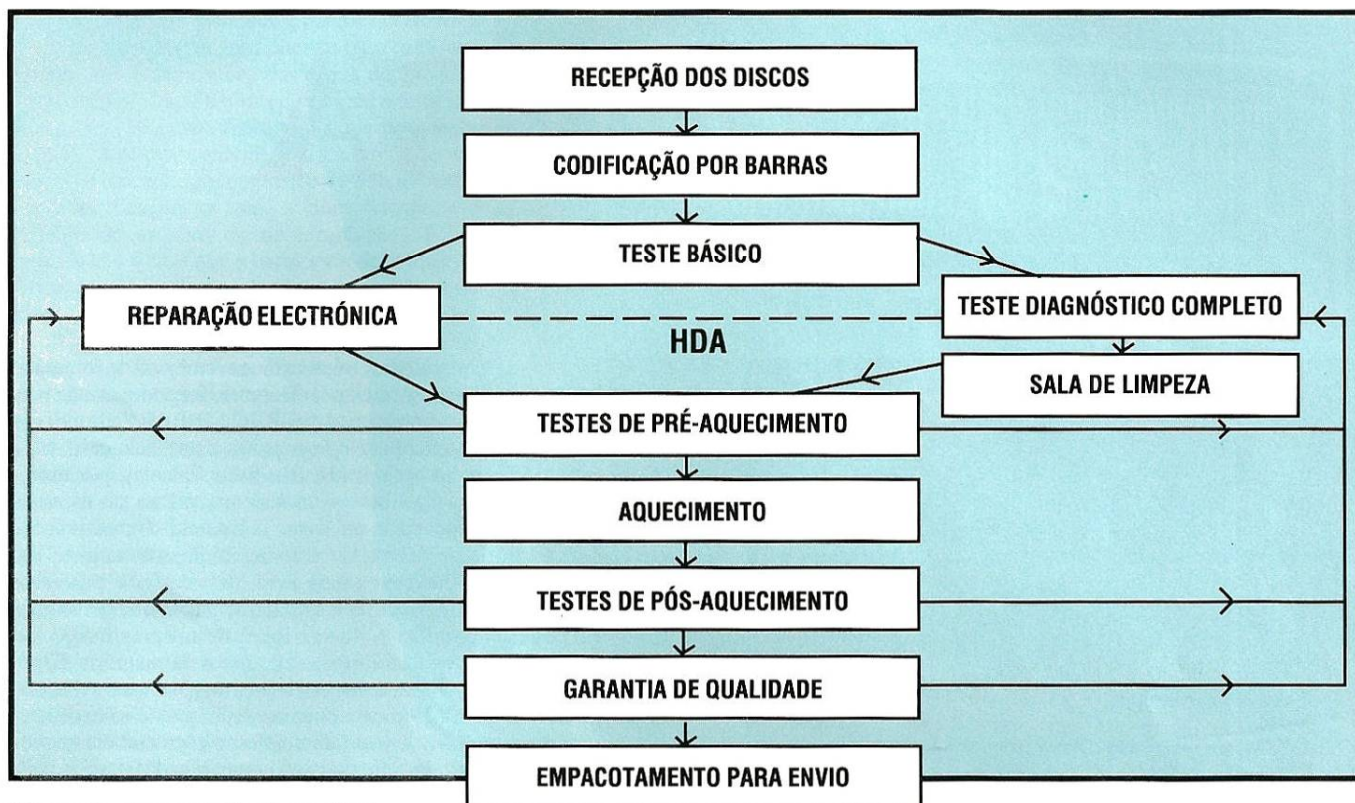 RECEPÇÃO DOS DISCOS
CODIFICAÇÃO POR BARRAS
TESTE BÁSICO
REPARAÇÃO ELECTRÓNICA
TESTE DIAGNÓSTICO COMPLETO
HDA
SALA DE LIMPEZA
TESTES DE PRÉ-AQUECIMENTO
AQUECIMENTO
TESTES DE PÓS-AQUECIMENTO
GARANTIA DE QUALIDADE
EMPACOTAMENTO PARA ENVIO